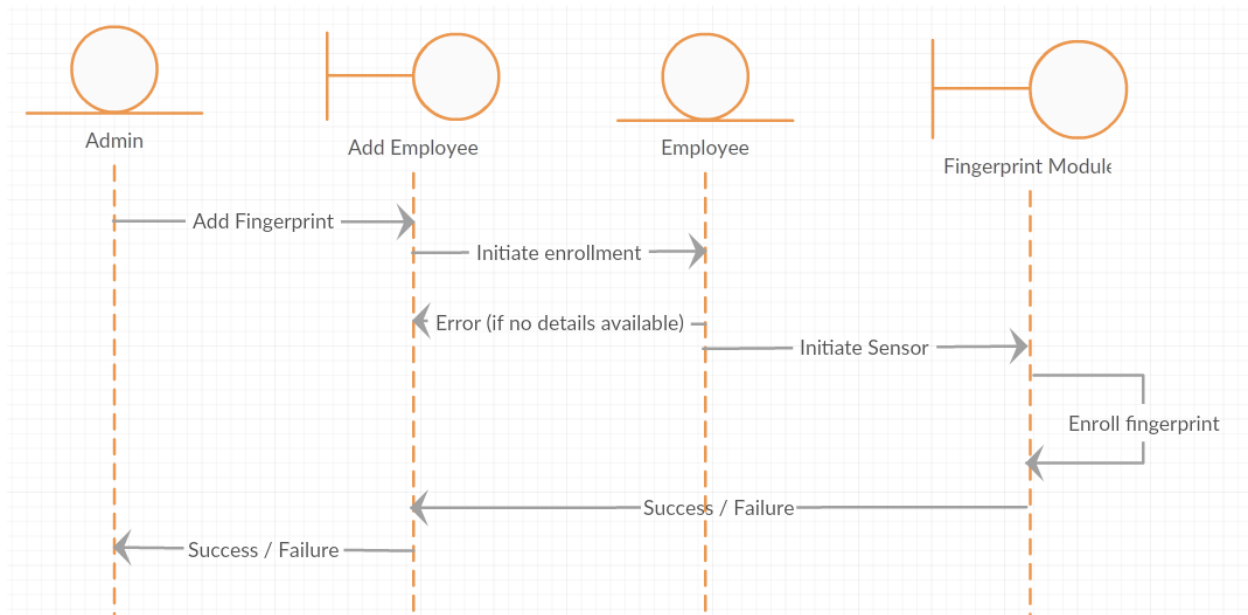 Admin
Add Employee
Employee
Fingerprint Module
Add Fingerprint
Initiate enrollment
Error (if no details available)
Initiate Sensor
Enroll fingerprint
Success / Failure
Success / Failure